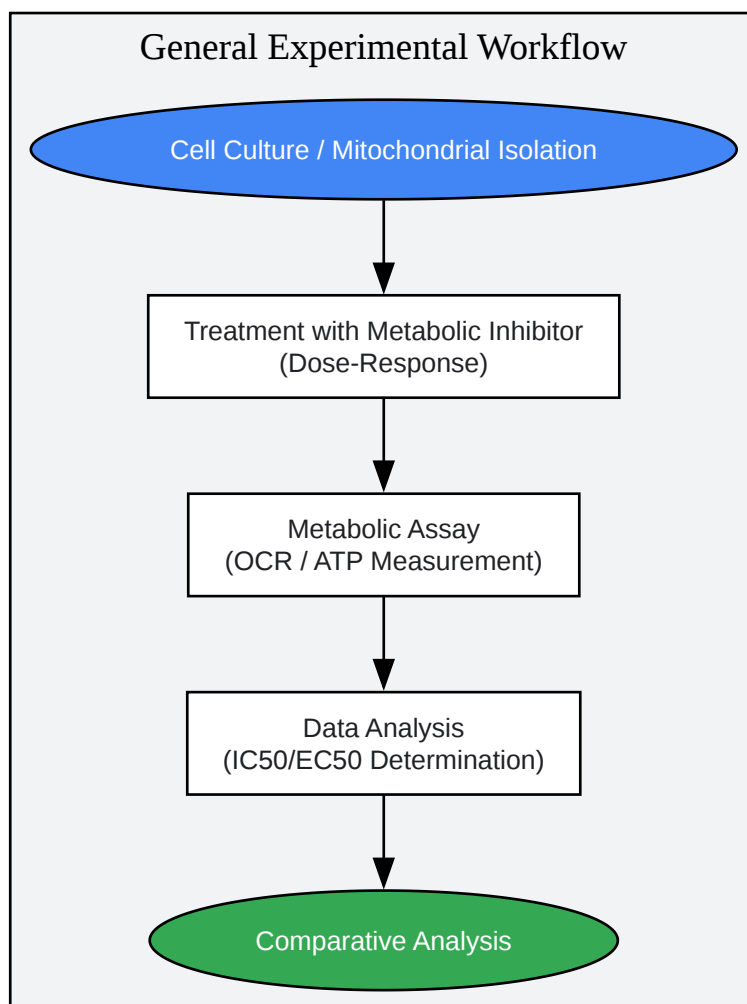 General Experimental Workflow
Cell Culture / Mitochondrial Isolation
Treatment with Metabolic Inhibitor
(Dose-Response)
Metabolic Assay
(OCR / ATP Measurement)
Data Analysis
(IC50/EC50 Determination)
Comparative Analysis